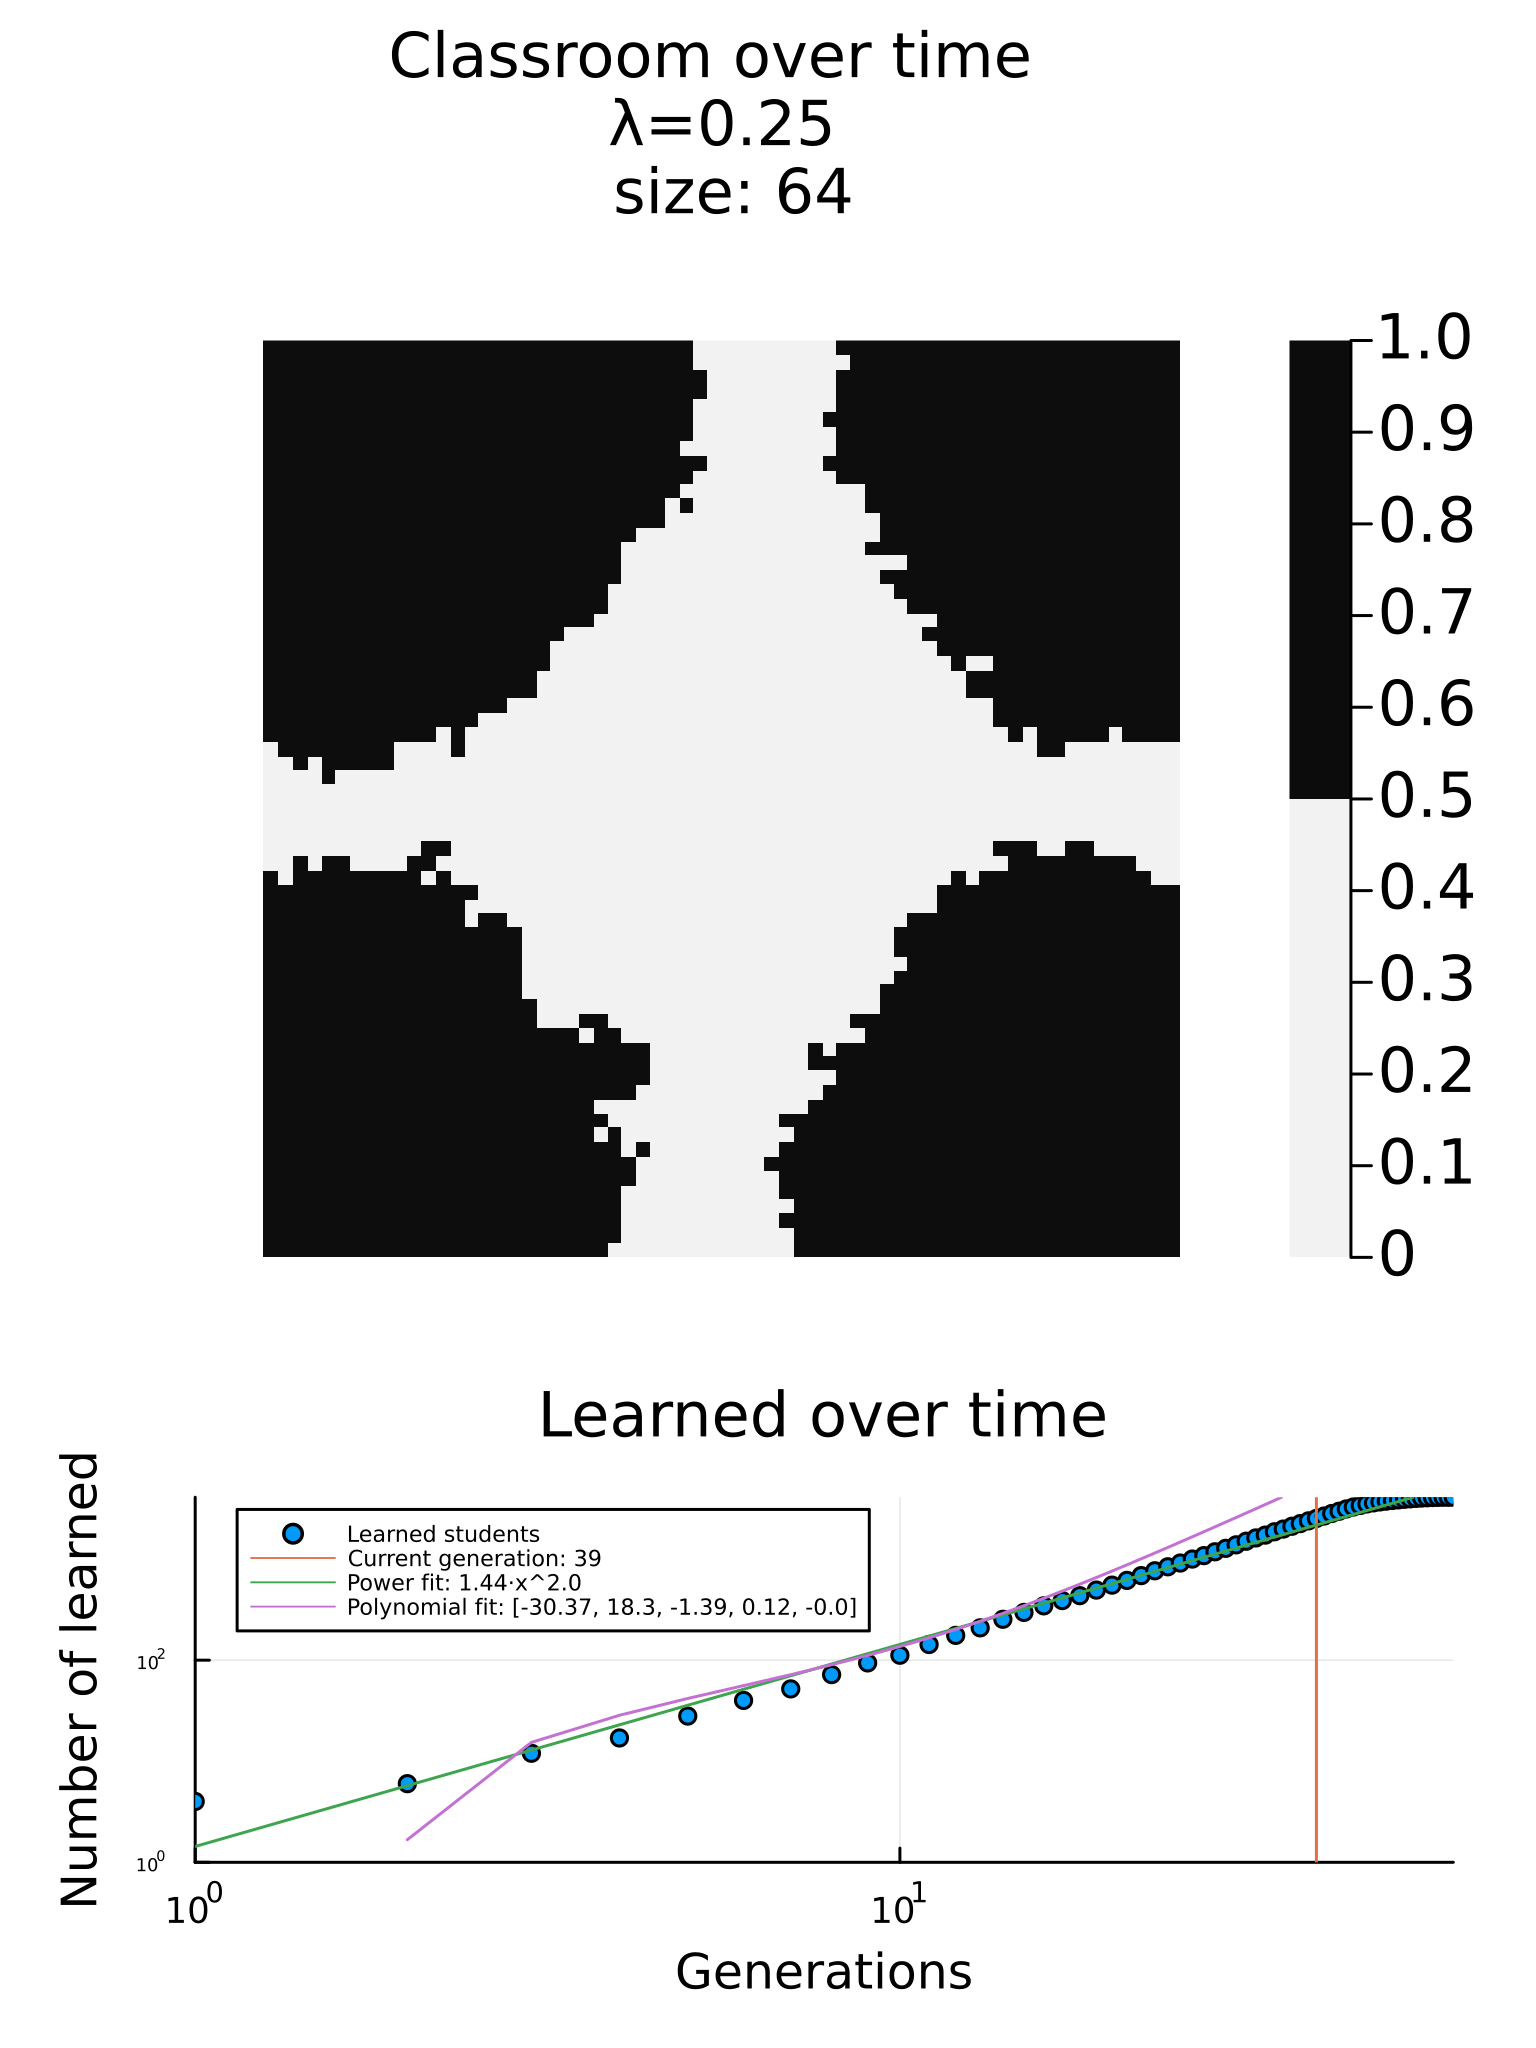 Classroom over time
λ=0.25
size: 64
1.0
0.9
0.8
0.7
0.6
0.5
0.4
0.3
0.2
0.1
0
Learned over time
Number of learned
Learned students
Current generation: 39
Power fit: 1.44·x^2.0
Polynomial fit: [-30.37, 18.3, -1.39, 0.12, -0.0]
10²
10⁰
10⁰
10¹
Generations